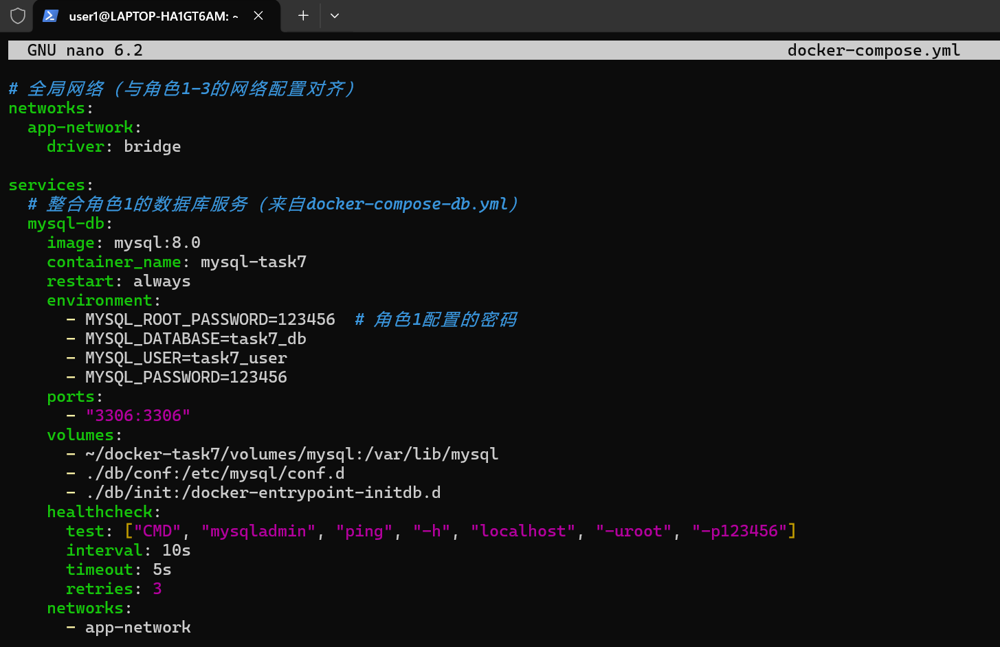 user1@LAPTOP-HA1GT6AM: ~
GNU nano 6.2 docker-compose.yml
# 全局网络（与角色1-3的网络配置对齐）
networks:
  app-network:
    driver: bridge

services:
  # 整合角色1的数据库服务（来自docker-compose-db.yml）
  mysql-db:
    image: mysql:8.0
    container_name: mysql-task7
    restart: always
    environment:
      - MYSQL_ROOT_PASSWORD=123456  # 角色1配置的密码
      - MYSQL_DATABASE=task7_db
      - MYSQL_USER=task7_user
      - MYSQL_PASSWORD=123456
    ports:
      - "3306:3306"
    volumes:
      - ~/docker-task7/volumes/mysql:/var/lib/mysql
      - ./db/conf:/etc/mysql/conf.d
      - ./db/init:/docker-entrypoint-initdb.d
    healthcheck:
      test: ["CMD", "mysqladmin", "ping", "-h", "localhost", "-uroot", "-p123456"]
      interval: 10s
      timeout: 5s
      retries: 3
    networks:
      - app-network